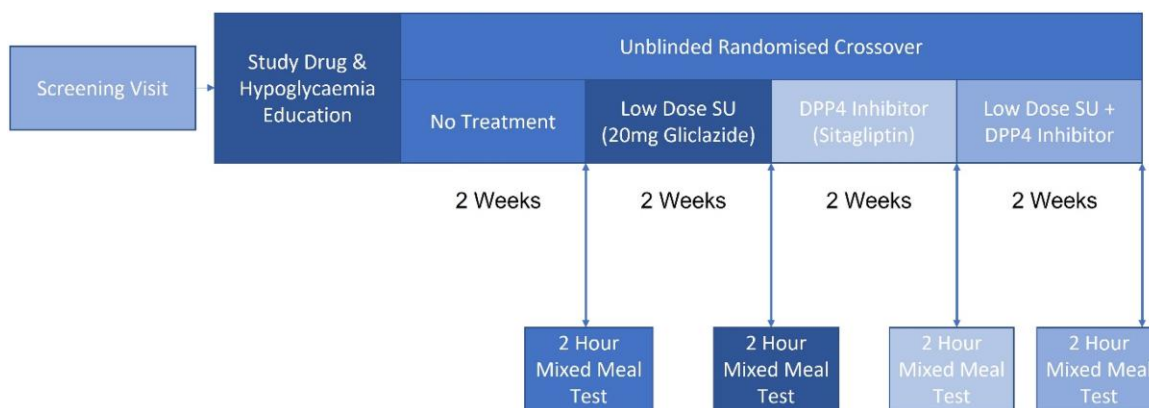 Screening Visit
Study Drug &
Hypoglycaemia
Education
Unblinded Randomised Crossover
No Treatment
Low Dose SU
(20mg Gliclazide)
DPP4 Inhibitor
(Sitagliptin)
Low Dose SU +
DPP4 Inhibitor
2 Weeks
2 Weeks
2 Weeks
2 Weeks
2 Hour
Mixed Meal
Test
2 Hour
Mixed Meal
Test
2 Hour
Mixed Meal
Test
2 Hour
Mixed Meal
Test